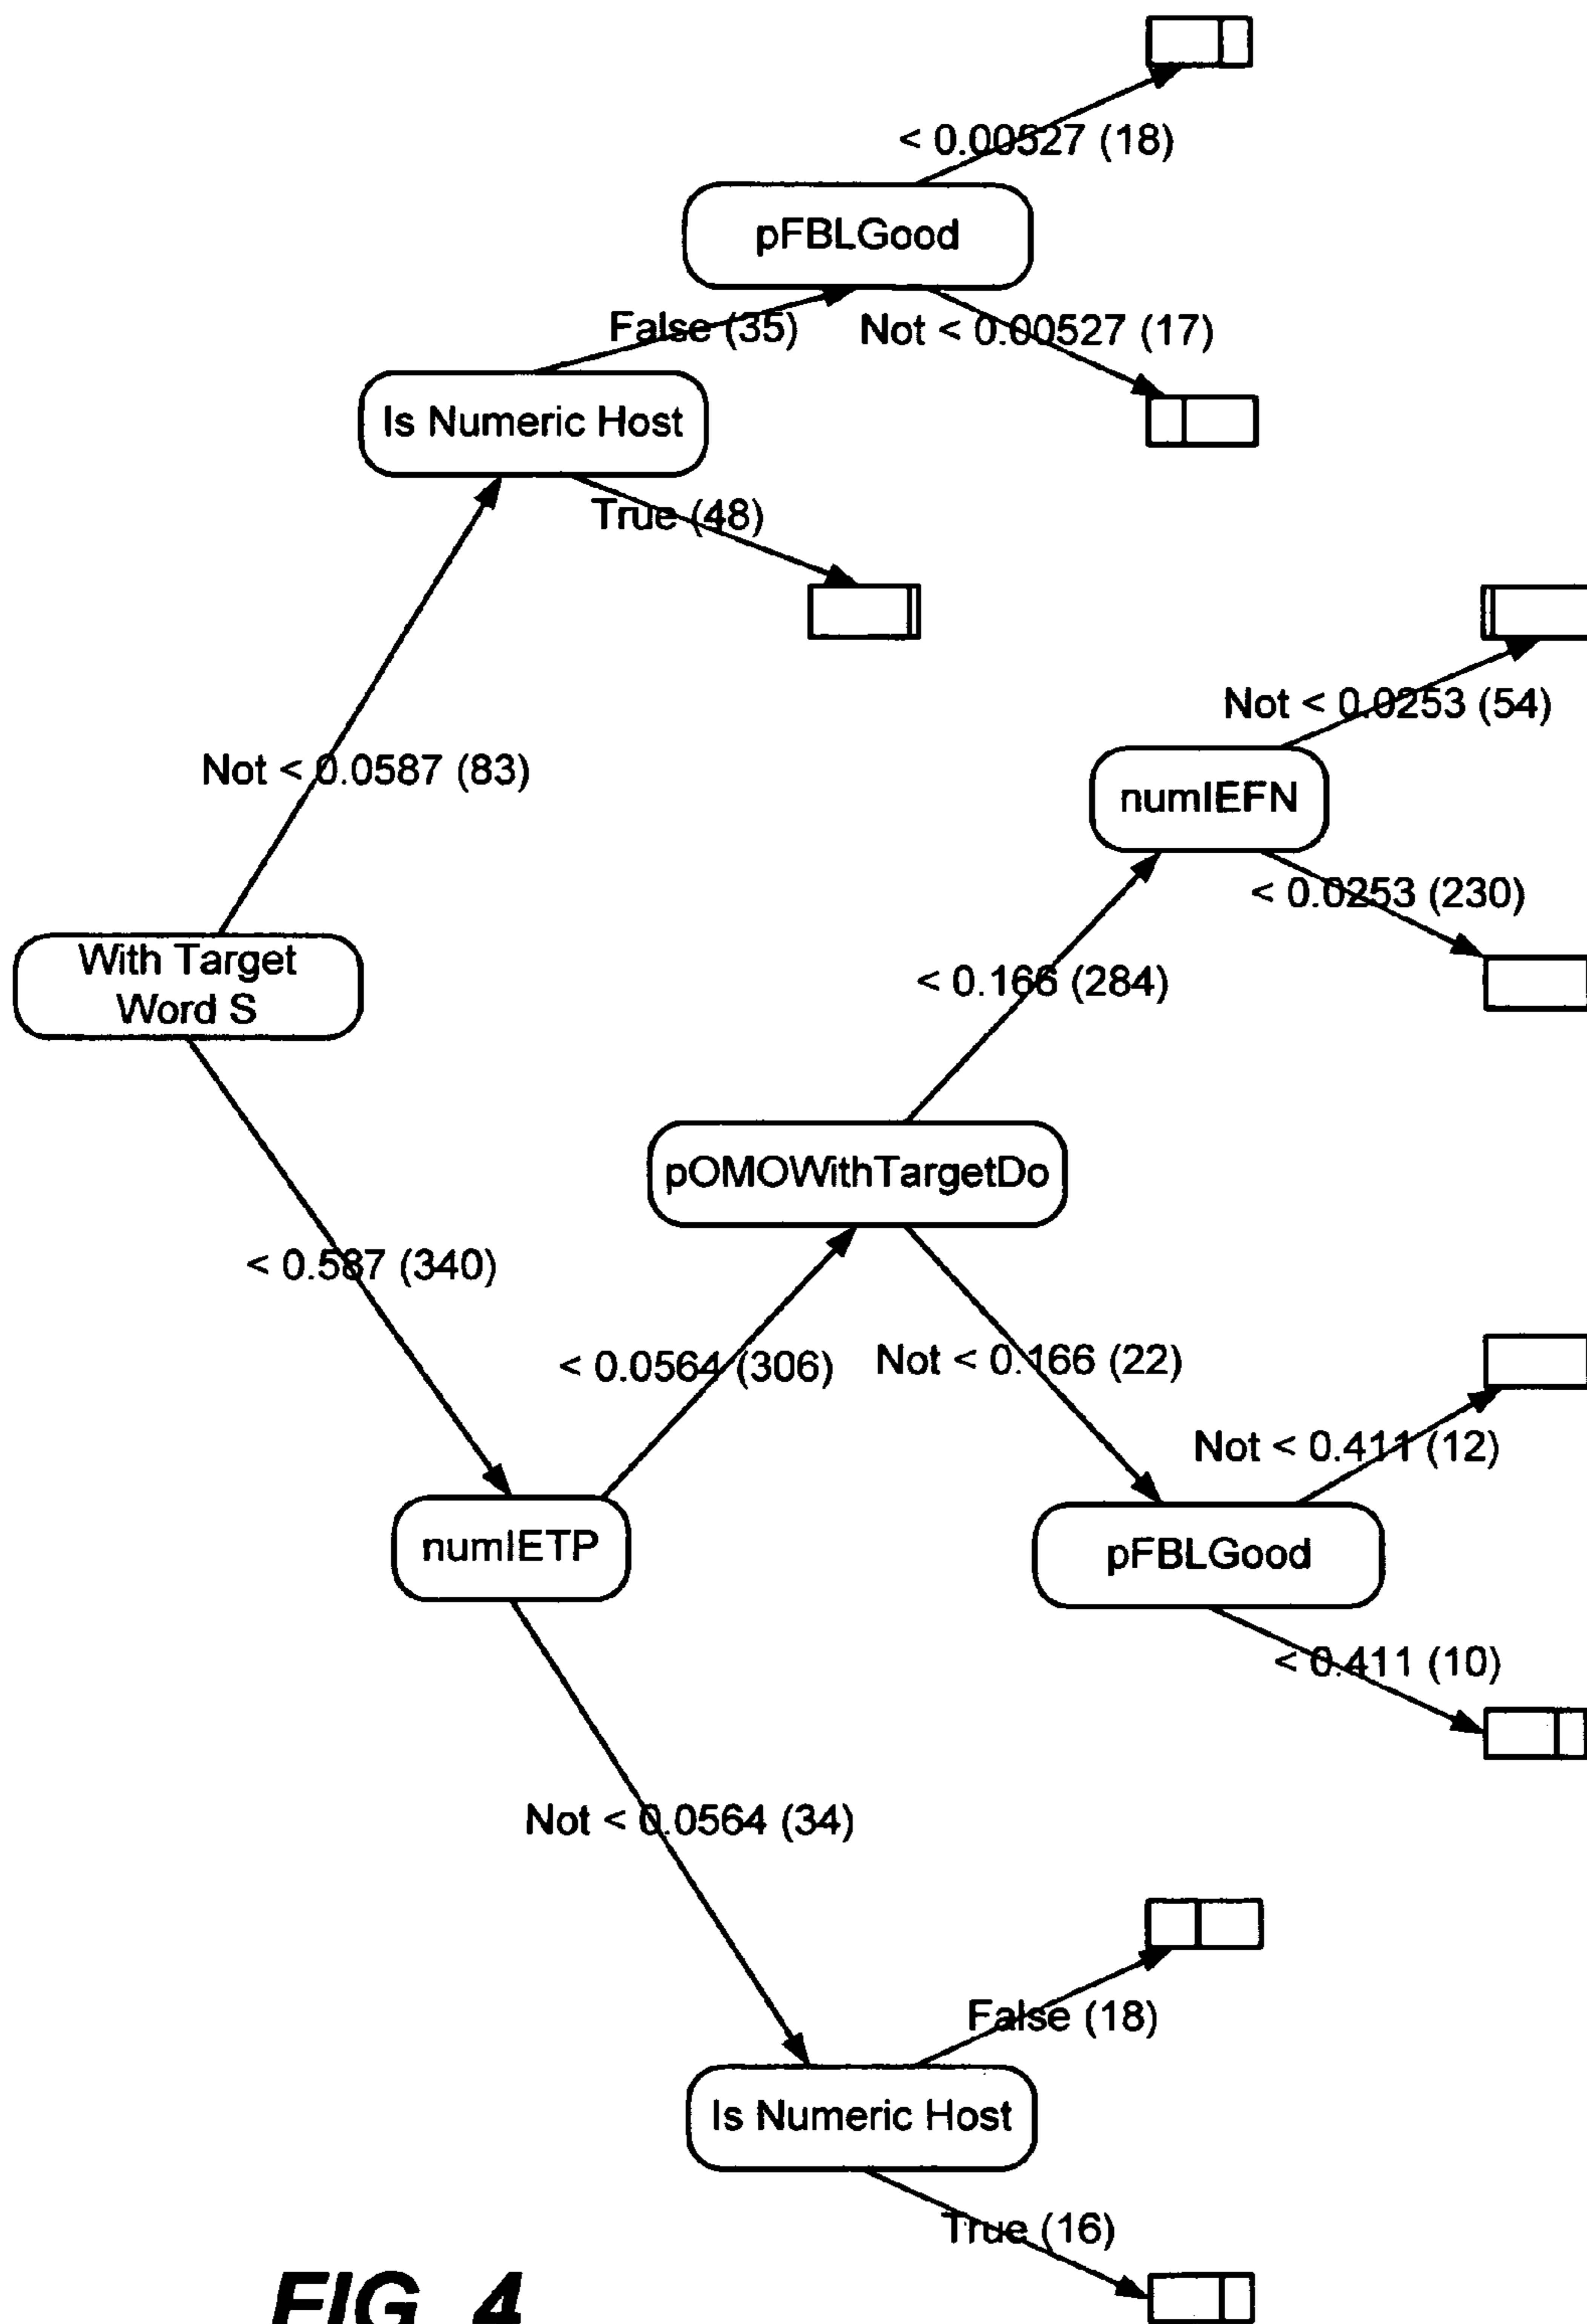 < 0.00527 (18)
pFBLGood
False (35)
Not < 0.00527 (17)
Is Numeric Host
True (48)
Not < 0.0253 (54)
Not < 0.0587 (83)
numIEFN
< 0.0253 (230)
With Target
Word S
< 0.166 (284)
pOMOWithTargetDo
< 0.587 (340)
< 0.0564 (306)
Not < 0.166 (22)
Not < 0.411 (12)
numIETP
pFBLGood
< 0.411 (10)
Not < 0.0564 (34)
False (18)
Is Numeric Host
True (16)
FIG. 4